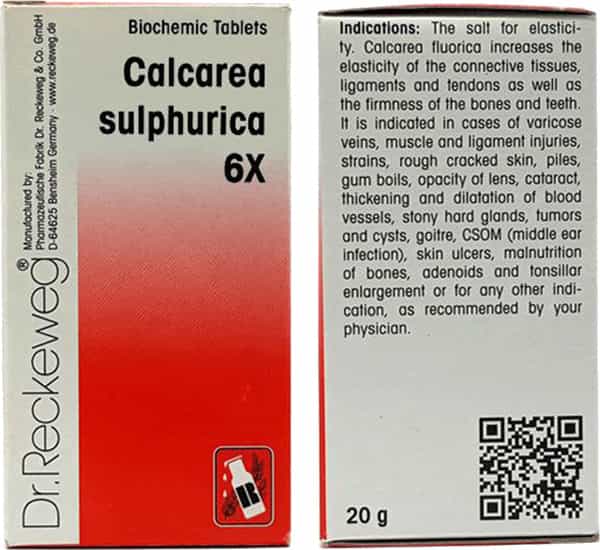 Biochemic Tablets
Calcarea
sulphurica
6X
Manufactured by:
Pharmazeutische Fabrik Dr. Reckeweg & Co. GmbH
D-64625 Bensheim Germany · www.reckeweg.de
Dr.Reckeweg®
R
Indications: The salt for elastici-
ty. Calcarea fluorica increases the
elasticity of the connective tissues,
ligaments and tendons as well as
the firmness of the bones and teeth.
It is indicated in cases of varicose
veins, muscle and ligament injuries,
strains, rough cracked skin, piles,
gum boils, opacity of lens, cataract,
thickening and dilatation of blood
vessels, stony hard glands, tumors
and cysts, goitre, CSOM (middle ear
infection), skin ulcers, malnutrition
of bones, adenoids and tonsillar
enlargement or for any other indi-
cation, as recommended by your
physician.
20 g